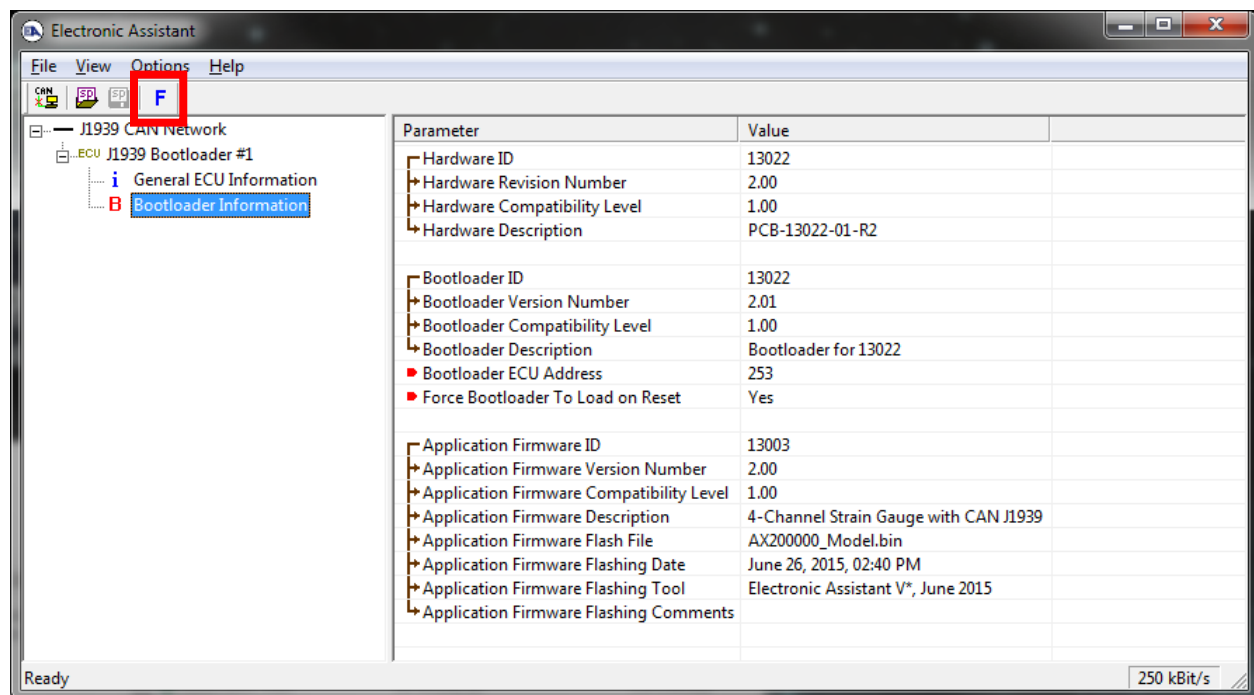 Electronic Assistant
File View Options Help
CAN SP SP F
J1939 CAN Network
ECU J1939 Bootloader #1
i General ECU Information
B Bootloader Information
Parameter Value
Hardware ID 13022
Hardware Revision Number 2.00
Hardware Compatibility Level 1.00
Hardware Description PCB-13022-01-R2
Bootloader ID 13022
Bootloader Version Number 2.01
Bootloader Compatibility Level 1.00
Bootloader Description Bootloader for 13022
Bootloader ECU Address 253
Force Bootloader To Load on Reset Yes
Application Firmware ID 13003
Application Firmware Version Number 2.00
Application Firmware Compatibility Level 1.00
Application Firmware Description 4-Channel Strain Gauge with CAN J1939
Application Firmware Flash File AX200000_Model.bin
Application Firmware Flashing Date June 26, 2015, 02:40 PM
Application Firmware Flashing Tool Electronic Assistant V*, June 2015
Application Firmware Flashing Comments
Ready 250 kBit/s